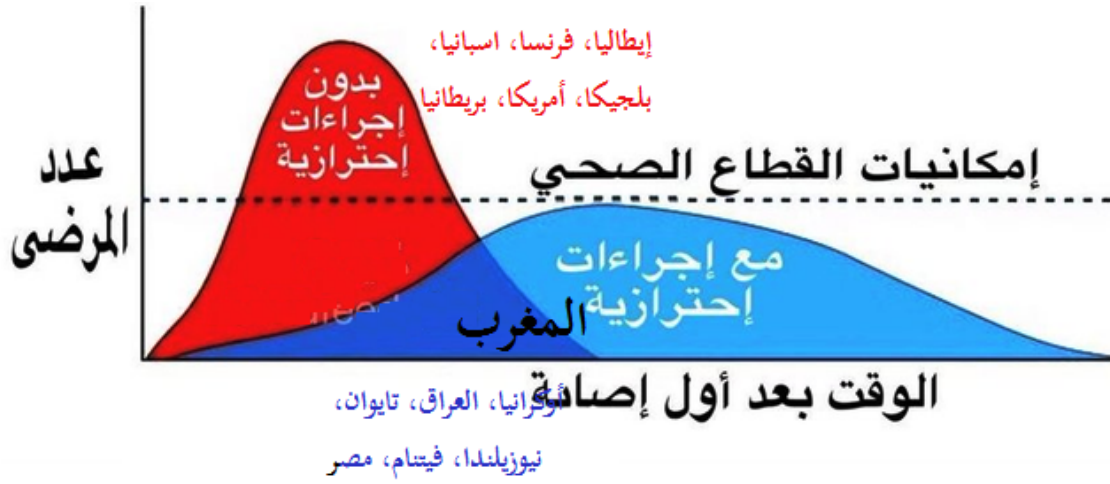 إيطاليا، فرنسا، اسبانيا،
بلجيكا، أمريكا، بريطانيا
بدون
إجراءات
إحترازية
إمكانيات القطاع الصحي
عدد
المرضى
مع إجراءات
إحترازية
المغرب
الوقت بعد أول إصابة
أوكرانيا، العراق، تايوان،
نيوزيلندا، فيتنام، مصر